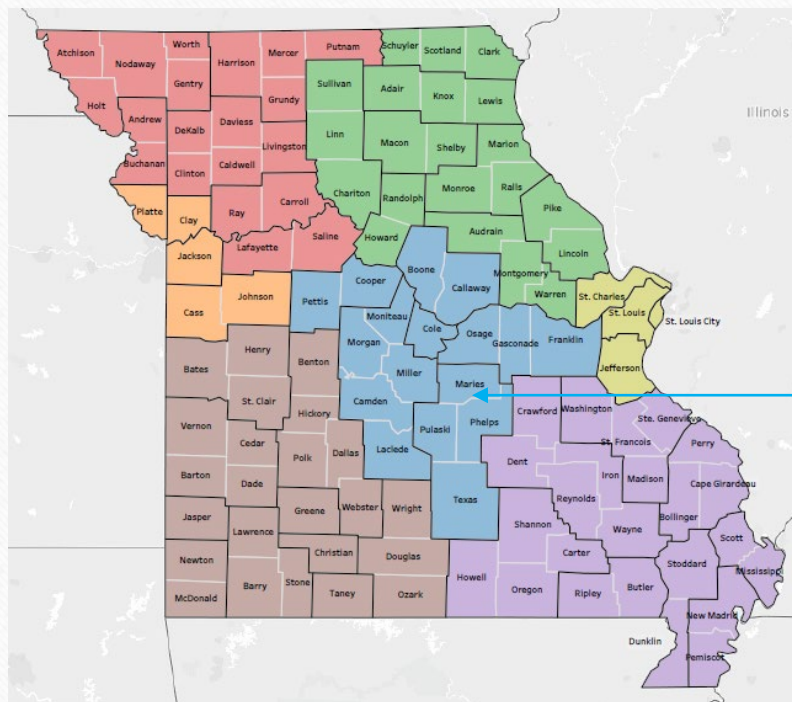 Atchison
Nodaway
Worth
Gentry
Harrison
Mercer
Putnam
Schuyler
Scotland
Clark
Holt
Andrew
DeKalb
Daviess
Grundy
Sullivan
Adair
Knox
Lewis
Buchanan
Clinton
Caldwell
Livingston
Linn
Macon
Shelby
Marion
Platte
Clay
Ray
Carroll
Chariton
Randolph
Monroe
Ralls
Pike
Jackson
Lafayette
Saline
Howard
Audrain
Lincoln
Cass
Johnson
Pettis
Cooper
Boone
Callaway
Montgomery
Warren
St. Charles
St. Louis
St. Louis City
Illinois
Bates
Henry
Benton
Morgan
Moniteau
Cole
Osage
Gasconade
Franklin
Jefferson
Miller
Maries
St. Clair
Hickory
Camden
Pulaski
Phelps
Crawford
Washington
Ste. Genevieve
St. Francois
Perry
Vernon
Cedar
Polk
Dallas
Laclede
Dent
Iron
Madison
Cape Girardeau
Barton
Dade
Greene
Webster
Wright
Texas
Reynolds
Bollinger
Jasper
Lawrence
Christian
Douglas
Shannon
Wayne
Scott
Newton
Barry
Stone
Taney
Ozark
Howell
Oregon
Carter
Ripley
Butler
Stoddard
Mississippi
McDonald
New Madrid
Dunklin
Pemiscot